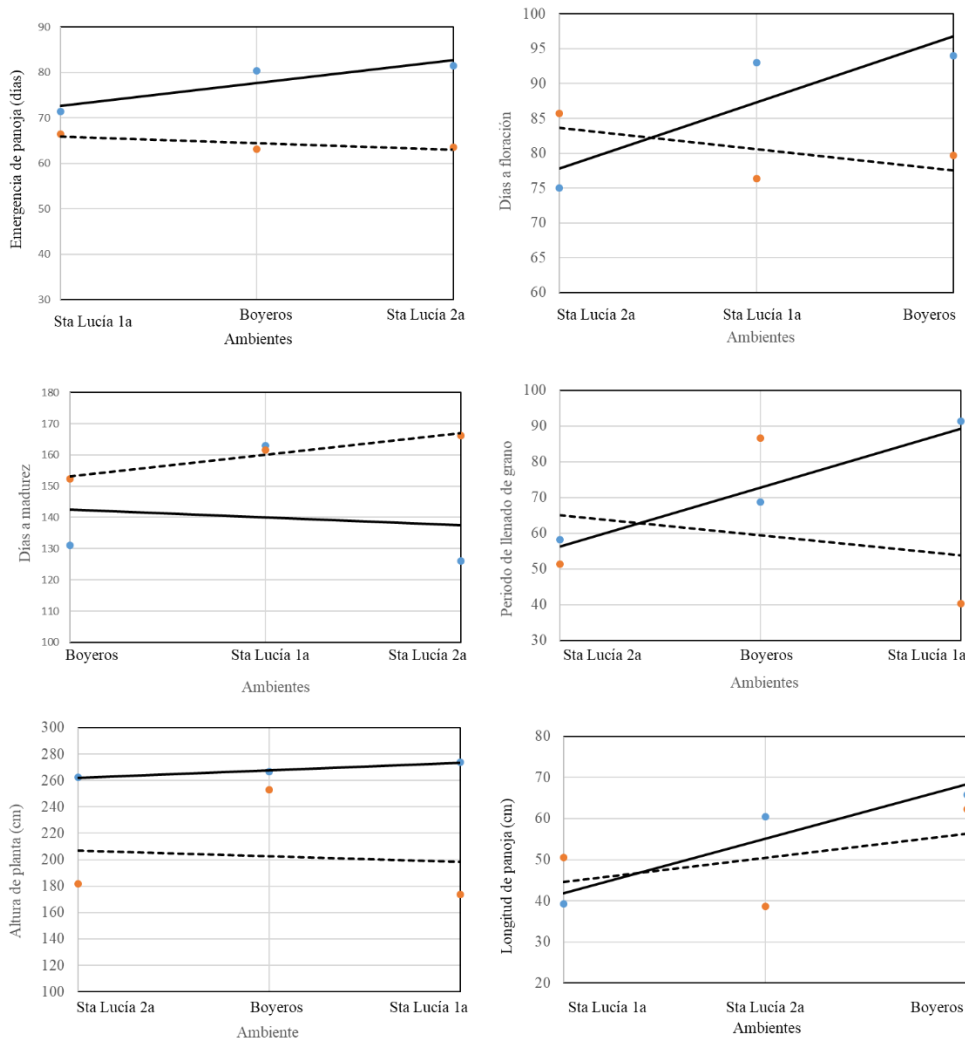 Emergencia de panoja (días)
90
80
70
60
50
40
30
Sta Lucía 1a
Boyeros
Sta Lucía 2a
Ambientes
Dias a floración
100
95
90
85
80
75
70
65
60
Sta Lucía 2a
Sta Lucía 1a
Boyeros
Ambientes
Dias a madurez
180
170
160
150
140
130
120
110
100
Boyeros
Sta Lucía 1a
Sta Lucía 2a
Ambientes
Periodo de llenado de grano
100
90
80
70
60
50
40
30
Sta Lucía 2a
Boyeros
Sta Lucía 1a
Ambientes
Altura de planta (cm)
300
280
260
240
220
200
180
160
140
120
100
Sta Lucía 2a
Boyeros
Sta Lucía 1a
Ambiente
Longitud de panoja (cm)
80
70
60
50
40
30
20
Sta Lucía 1a
Sta Lucía 2a
Boyeros
Ambientes